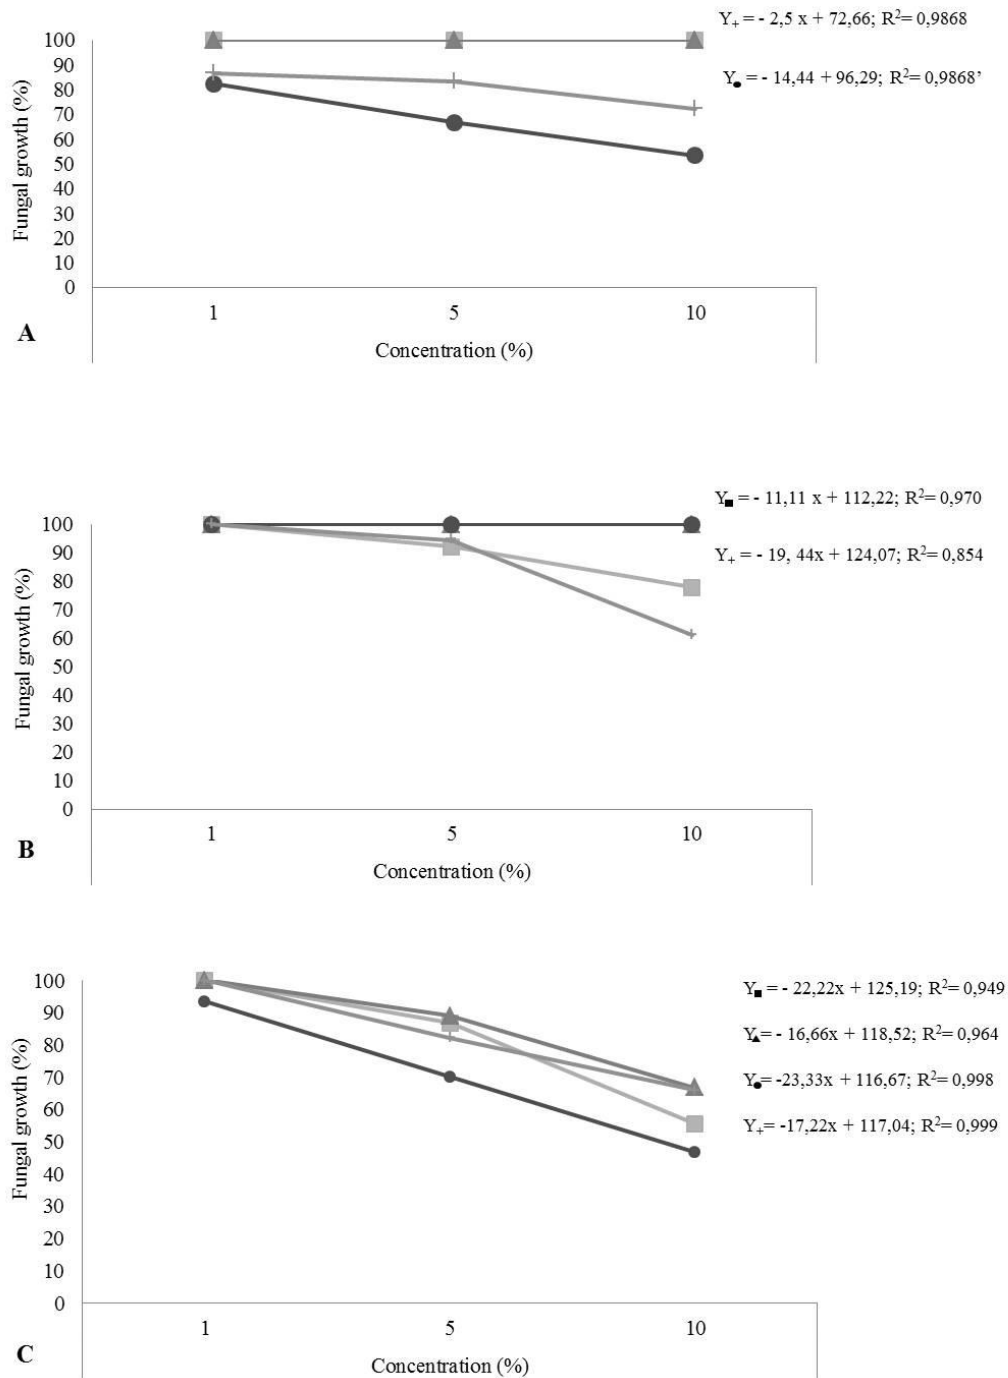 Y+ = - 2,5 x + 72,66; R²= 0,9868
Y● = - 14,44 + 96,29; R²= 0,9868’
Fungal growth (%)
100
90
80
70
60
50
40
30
20
10
0
1 5 10
A
Concentration (%)
Y■ = - 11,11 x + 112,22; R²= 0,970
Y+ = - 19, 44x + 124,07; R²= 0,854
Fungal growth (%)
100
90
80
70
60
50
40
30
20
10
0
1 5 10
B
Concentration (%)
Y■ = - 22,22x + 125,19; R²= 0,949
Y▲= - 16,66x + 118,52; R²= 0,964
Y●= -23,33x + 116,67; R²= 0,998
Y+= -17,22x + 117,04; R²= 0,999
Fungal growth (%)
100
90
80
70
60
50
40
30
20
10
0
1 5 10
C
Concentration (%)